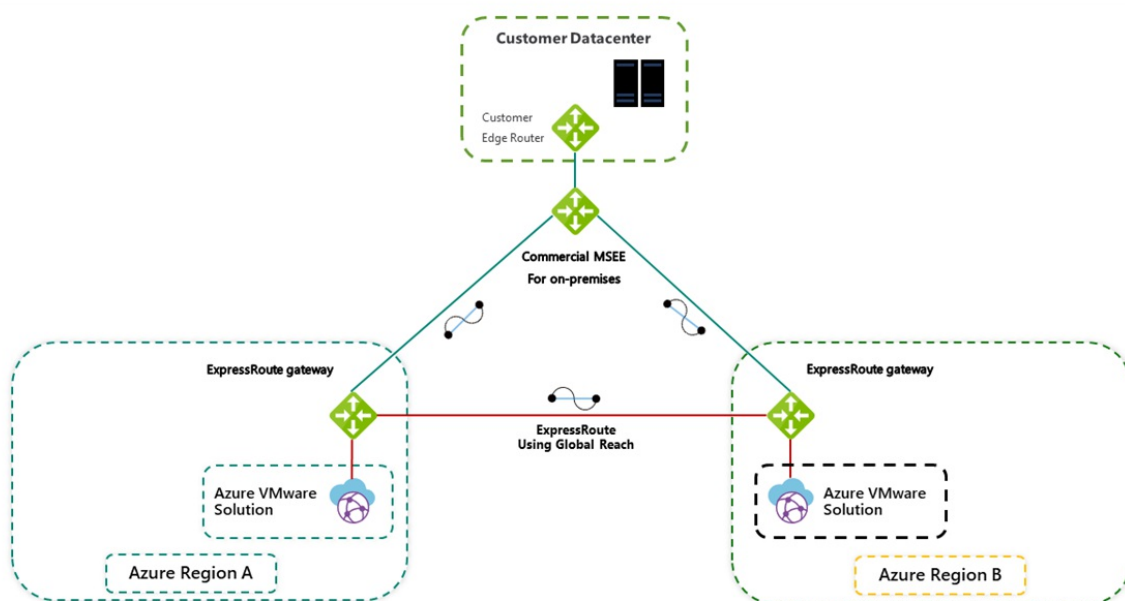 Customer Datacenter
Customer
Edge Router
Commercial MSEE
For on-premises
ExpressRoute gateway
ExpressRoute gateway
ExpressRoute
Using Global Reach
Azure VMware
Solution
Azure VMware
Solution
Azure Region A
Azure Region B